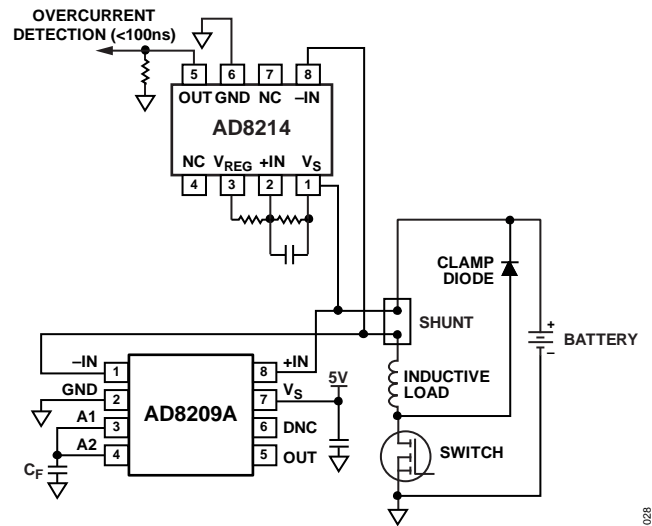 OVERCURRENT
DETECTION (<100ns)
5 6 7 8
OUT GND NC –IN
AD8214
NC VREG +IN VS
4 3 2 1
CLAMP
DIODE
SHUNT
+
–
BATTERY
–IN 1
8 +IN
GND 2
7 VS
5V
AD8209A
A1 3
6 DNC
A2 4
5 OUT
CF
INDUCTIVE
LOAD
SWITCH
028